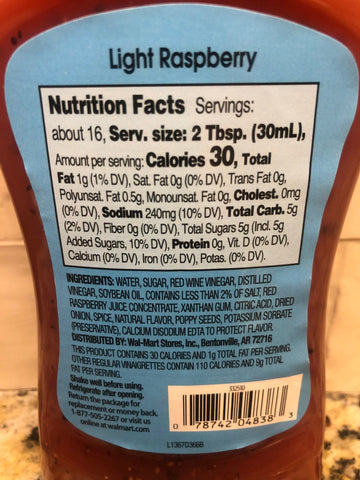 Light Raspberry
Nutrition Facts Servings:
about 16, Serv. size: 2 Tbsp. (30mL),
Amount per serving: Calories 30, Total
Fat 1g (1% DV), Sat. Fat 0g (0% DV), Trans Fat 0g,
Polyunsat. Fat 0.5g, Monounsat. Fat 0g, Cholest. 0mg
(0% DV), Sodium 240mg (10% DV), Total Carb. 5g
(2% DV), Fiber 0g (0% DV), Total Sugars 5g (Incl. 5g
Added Sugars, 10% DV), Protein 0g, Vit. D (0% DV),
Calcium (0% DV), Iron (0% DV), Potas. (0% DV).
INGREDIENTS: WATER, SUGAR, RED WINE VINEGAR, DISTILLED
VINEGAR, SOYBEAN OIL, CONTAINS LESS THAN 2% OF SALT, RED
RASPBERRY JUICE CONCENTRATE, XANTHAN GUM, CITRIC ACID, DRIED
ONION, SPICE, NATURAL FLAVOR, POPPY SEEDS, POTASSIUM SORBATE
(PRESERVATIVE), CALCIUM DISODIUM EDTA TO PROTECT FLAVOR.
DISTRIBUTED BY: Wal-Mart Stores, Inc., Bentonville, AR 72716
THIS PRODUCT CONTAINS 30 CALORIES AND 1g TOTAL FAT PER SERVING.
OTHER REGULAR VINAIGRETTES CONTAIN 110 CALORIES AND 9g TOTAL
FAT PER SERVING.
Shake well before using.
Refrigerate after opening.
Return the package for
replacement or money back.
1-877-505-2267 or visit us
online at walmart.com
332510
0 78742 04838 3
L1367D366B